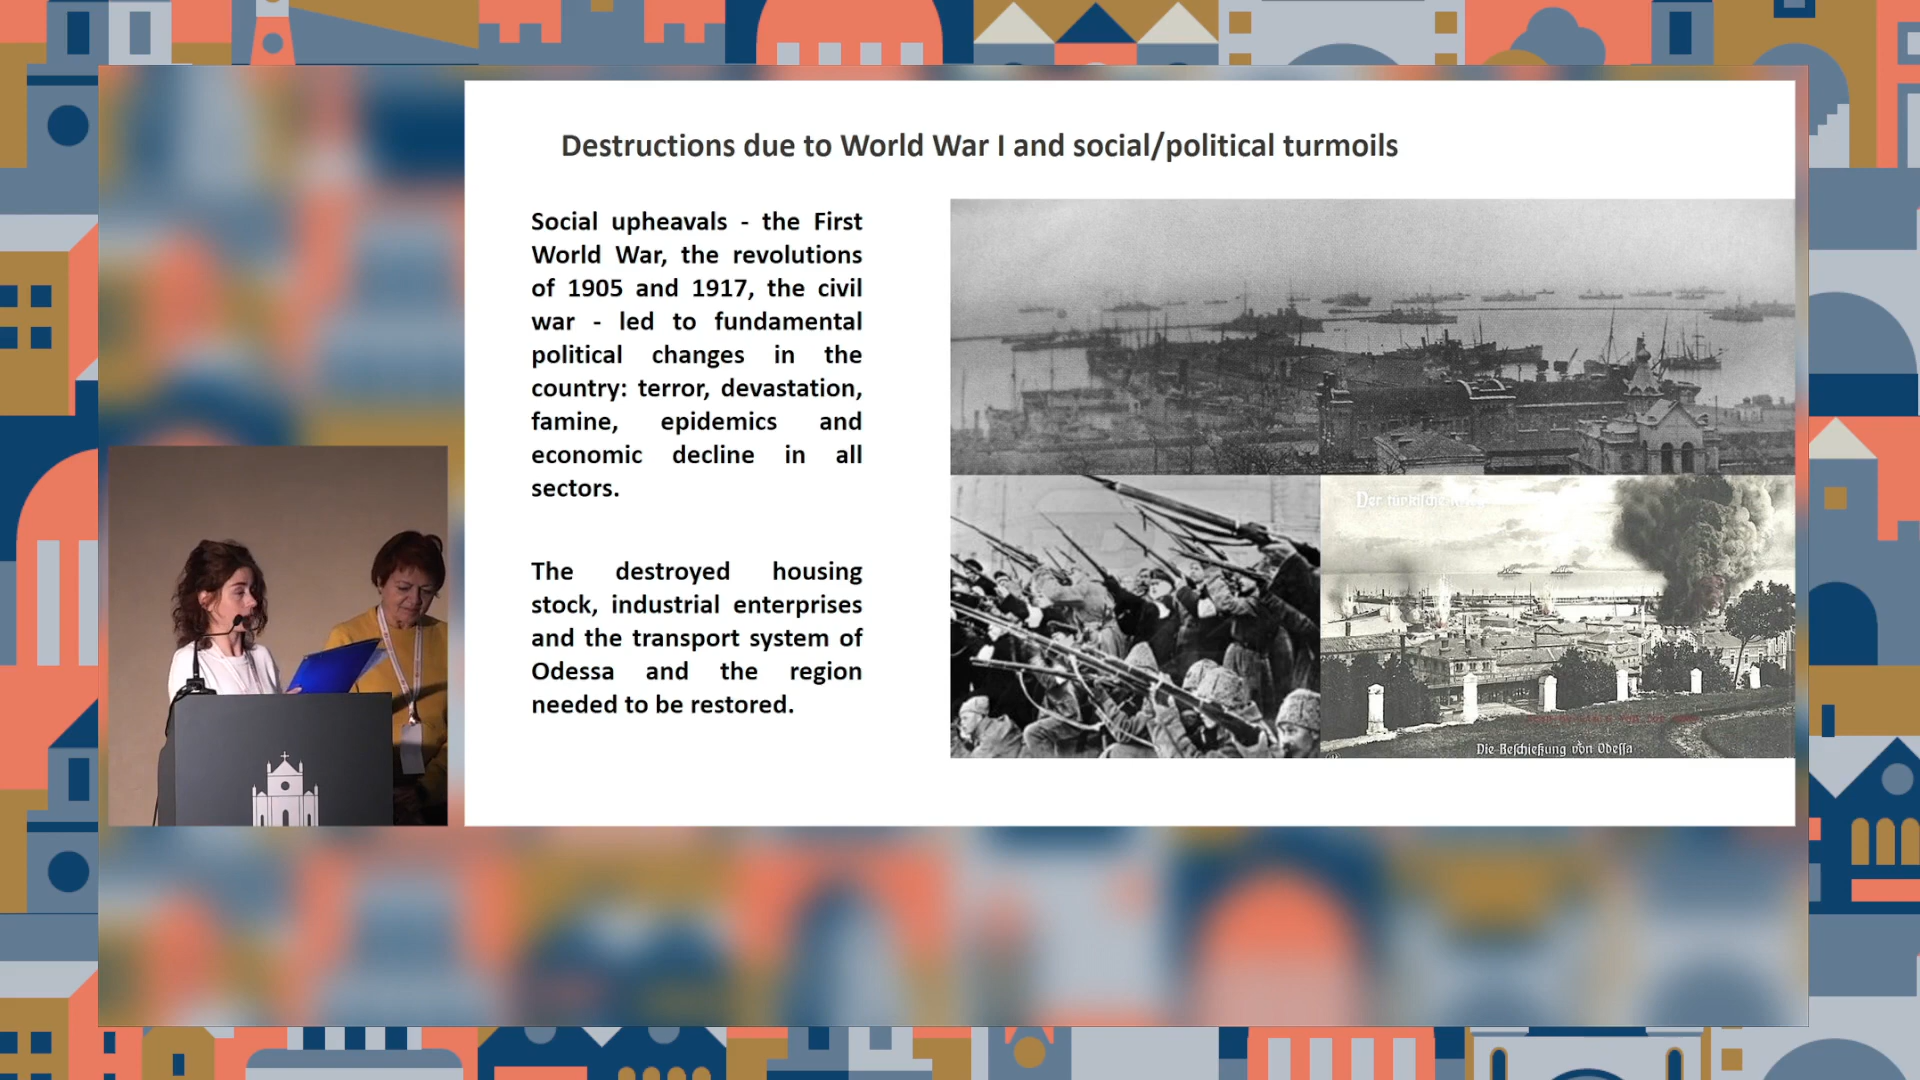 Destructions due to World War I and social/political turmoils
Social upheavals - the First
World War, the revolutions
of 1905 and 1917, the civil
war - led to fundamental
political changes in the
country: terror, devastation,
famine, epidemics and
economic decline in all
sectors.
The destroyed housing
stock, industrial enterprises
and the transport system of
Odessa and the region
needed to be restored.
Der türkische
Die Beschießung von Odessa